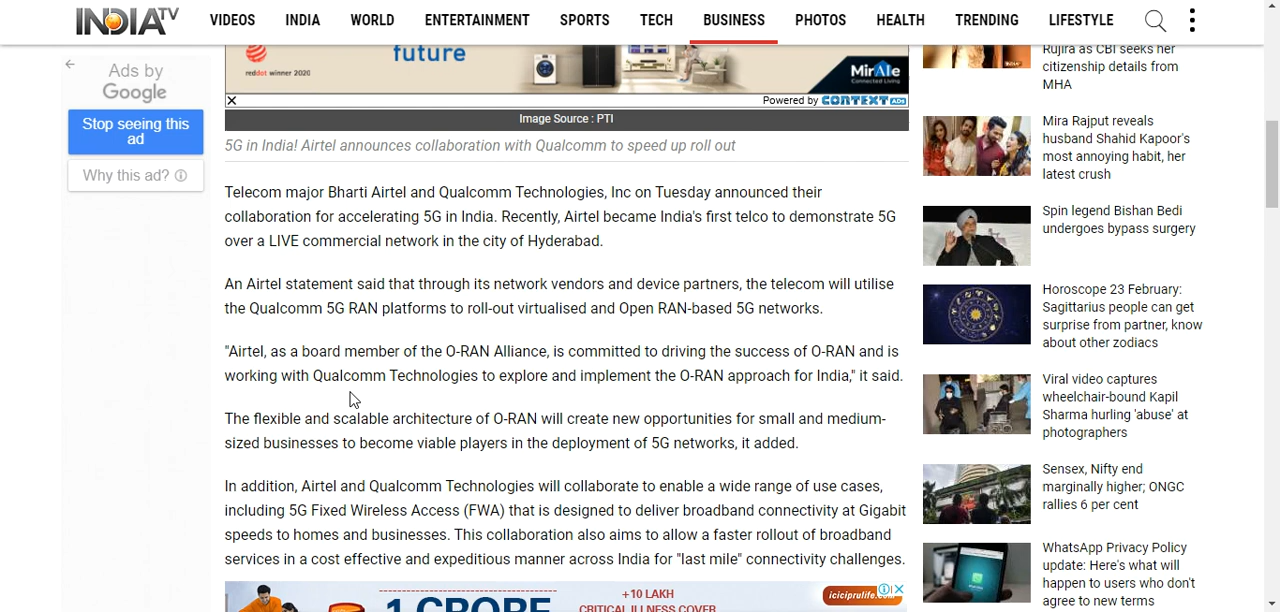 INDIA TV
VIDEOS
INDIA
WORLD
ENTERTAINMENT
SPORTS
TECH
BUSINESS
PHOTOS
HEALTH
TRENDING
LIFESTYLE
Ads by
Google
Stop seeing this
ad
Why this ad?
future
reddot winner 2020
MirAIe
Connected Living
Powered by CONTEXT ADS
Image Source : PTI
5G in India! Airtel announces collaboration with Qualcomm to speed up roll out
Telecom major Bharti Airtel and Qualcomm Technologies, Inc on Tuesday announced their
collaboration for accelerating 5G in India. Recently, Airtel became India's first telco to demonstrate 5G
over a LIVE commercial network in the city of Hyderabad.
An Airtel statement said that through its network vendors and device partners, the telecom will utilise
the Qualcomm 5G RAN platforms to roll-out virtualised and Open RAN-based 5G networks.
"Airtel, as a board member of the O-RAN Alliance, is committed to driving the success of O-RAN and is
working with Qualcomm Technologies to explore and implement the O-RAN approach for India," it said.
The flexible and scalable architecture of O-RAN will create new opportunities for small and medium-
sized businesses to become viable players in the deployment of 5G networks, it added.
In addition, Airtel and Qualcomm Technologies will collaborate to enable a wide range of use cases,
including 5G Fixed Wireless Access (FWA) that is designed to deliver broadband connectivity at Gigabit
speeds to homes and businesses. This collaboration also aims to allow a faster rollout of broadband
services in a cost effective and expeditious manner across India for "last mile" connectivity challenges.
1 CRORE
+10 LAKH
CRITICAL ILLNESS COVER
iciciprulife.co
Rujira as CBI seeks her
citizenship details from
MHA
Mira Rajput reveals
husband Shahid Kapoor's
most annoying habit, her
latest crush
Spin legend Bishan Bedi
undergoes bypass surgery
Horoscope 23 February:
Sagittarius people can get
surprise from partner, know
about other zodiacs
Viral video captures
wheelchair-bound Kapil
Sharma hurling 'abuse' at
photographers
Sensex, Nifty end
marginally higher; ONGC
rallies 6 per cent
WhatsApp Privacy Policy
update: Here's what will
happen to users who don't
agree to new terms